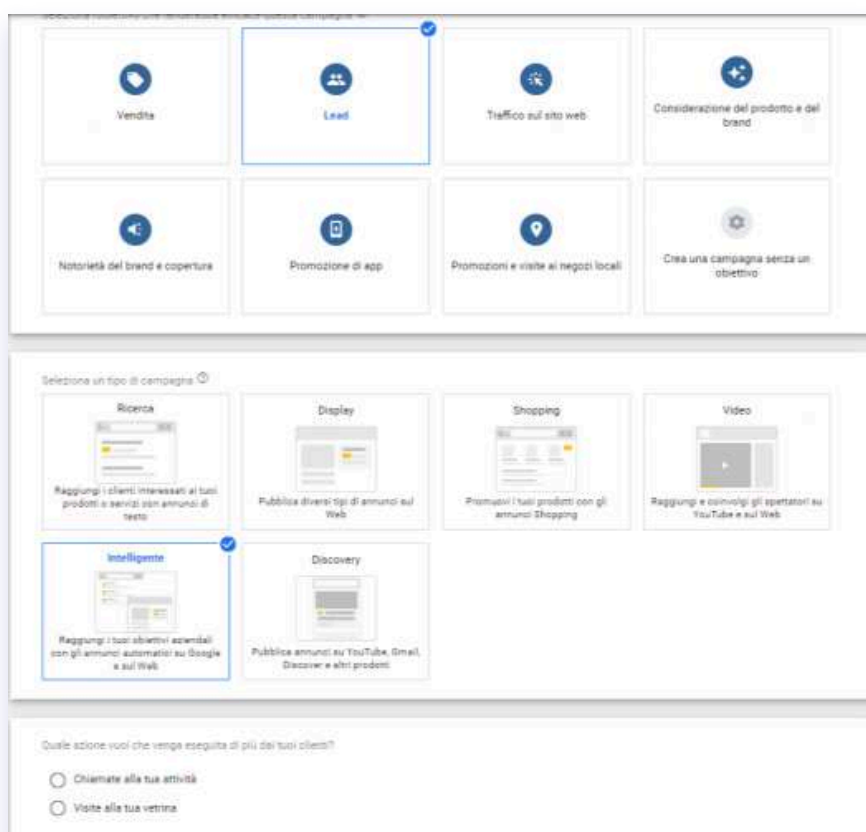 Vendita
Lead
Traffico sul sito web
Considerazione del prodotto e del
brand
Notorietà del brand e copertura
Promozione di app
Promozioni e visite ai negozi locali
Crea una campagna senza un
obiettivo
Seleziona un tipo di campagna
Ricerca
Raggiungi i clienti interessati ai tuoi
prodotti o servizi con annunci di
testo
Display
Pubblica diversi tipi di annunci sul
Web
Shopping
Promuovi i tuoi prodotti con gli
annunci Shopping
Video
Raggiungi e coinvolgi gli spettatori su
YouTube e sul Web
Intelligente
Raggiungi i tuoi obiettivi aziendali
con gli annunci automatici su Google
e sul Web
Discovery
Pubblica annunci su YouTube, Gmail,
Discover e altri prodotti
Quale azione vuoi che venga eseguita di più dai tuoi clienti?
Chiamate alla tua attività
Visite alla tua vetrina